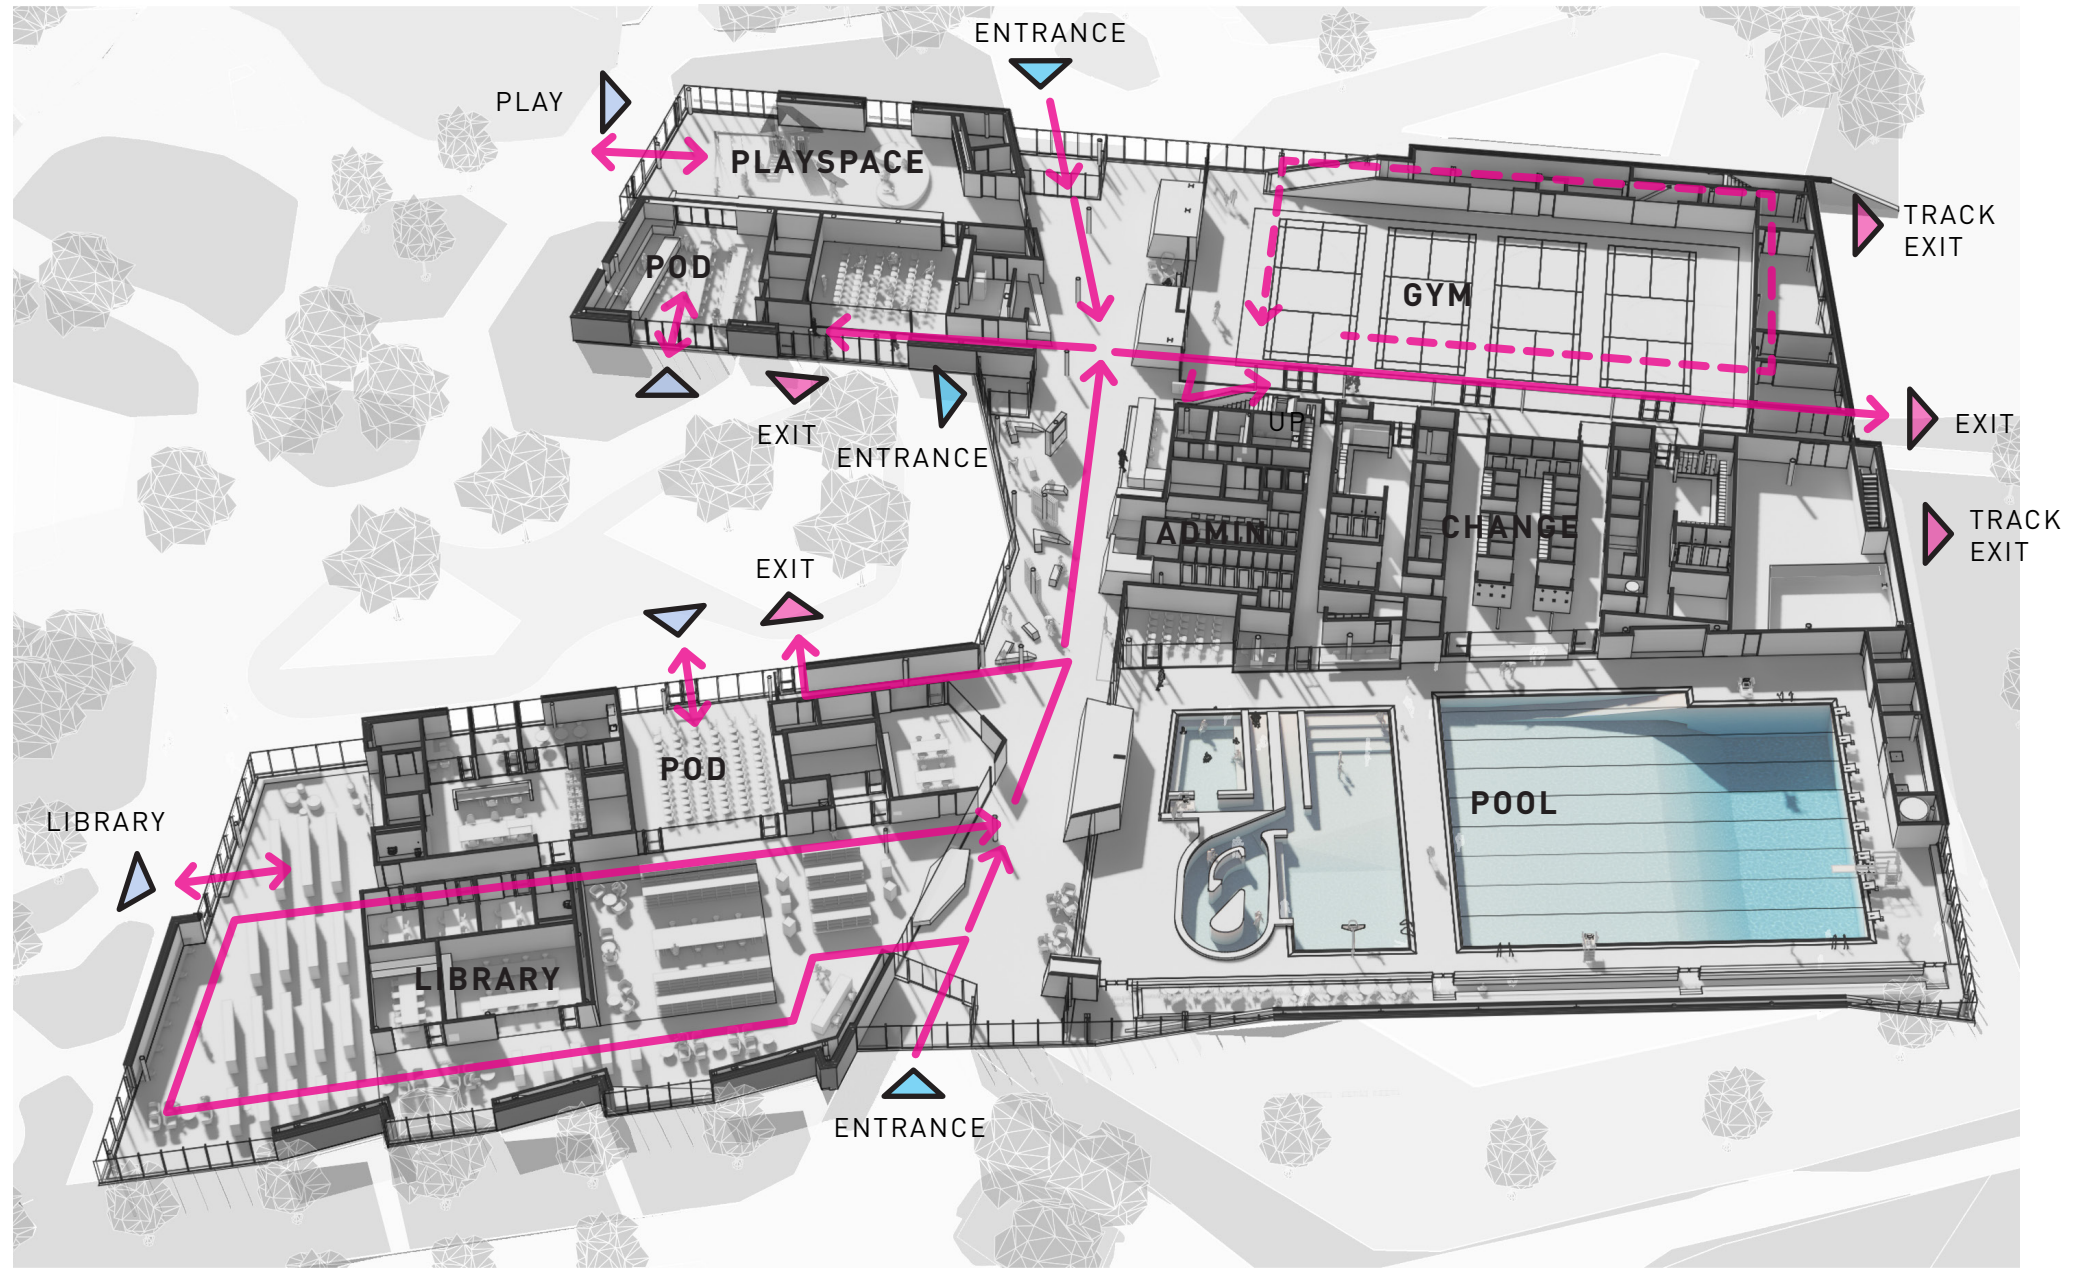 ENTRANCE
PLAY
PLAYSPACE
TRACK
EXIT
POD
GYM
UP
EXIT
EXIT
ENTRANCE
ADMIN
CHANGE
TRACK
EXIT
EXIT
POD
POOL
LIBRARY
LIBRARY
ENTRANCE